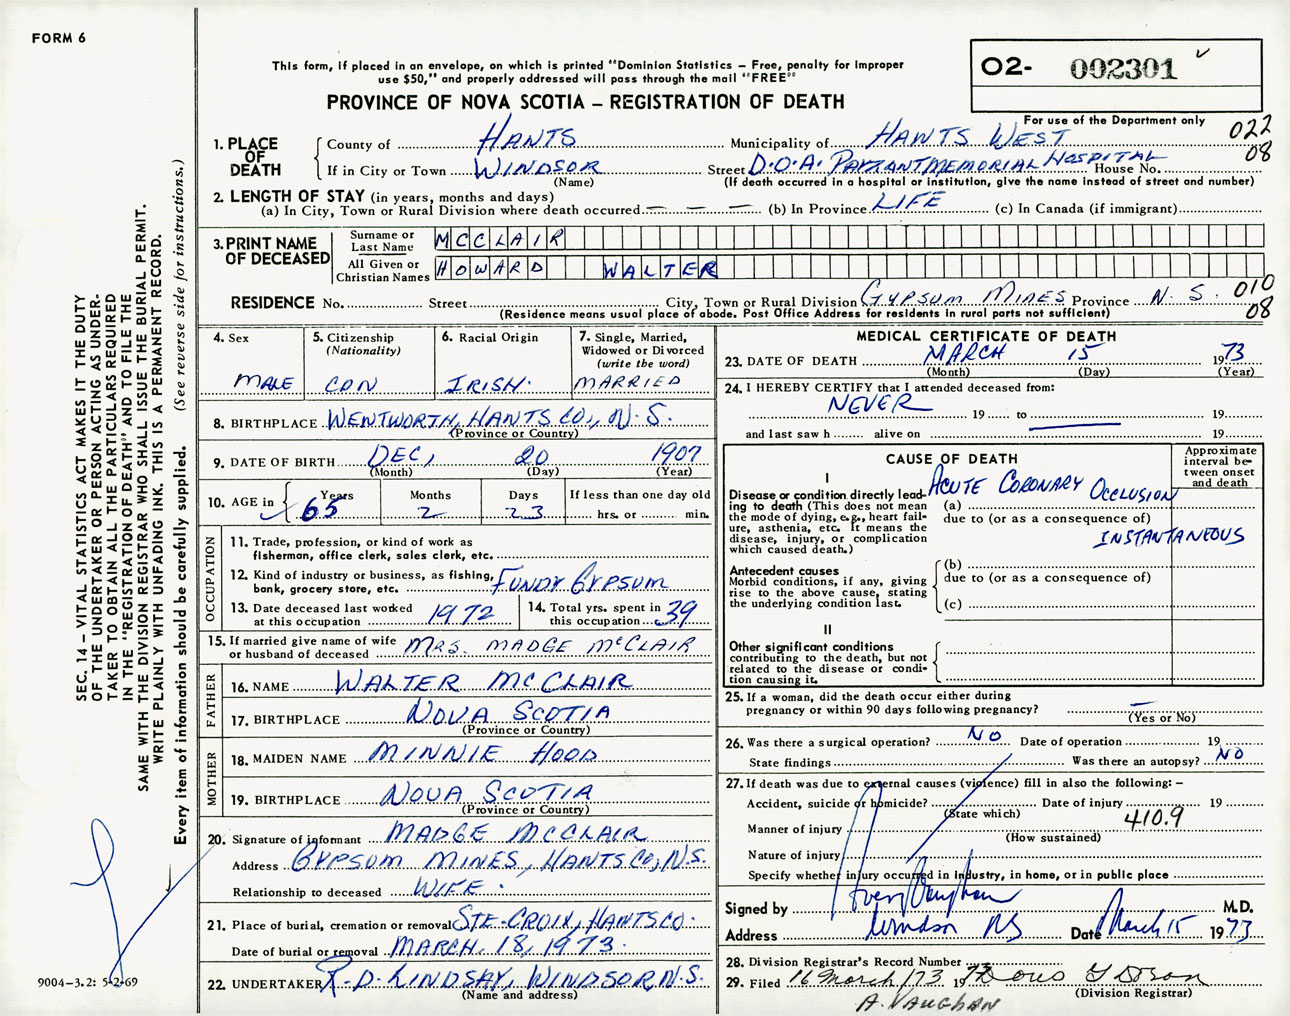 FORM 6
This form, if placed in an envelope, on which is printed "Dominion Statistics – Free, penalty for improper
use $50," and properly addressed will pass through the mail "FREE"
PROVINCE OF NOVA SCOTIA – REGISTRATION OF DEATH
O2- 002301
For use of the Department only
022
08
1. PLACE OF DEATH
County of HANTS Municipality of HANTS WEST
If in City or Town WINDSOR Street D.O.A. PAYZANT MEMORIAL HOSPITAL House No.
(Name) (If death occurred in a hospital or institution, give the name instead of street and number)
2. LENGTH OF STAY (in years, months and days)
(a) In City, Town or Rural Division where death occurred — — — (b) In Province LIFE (c) In Canada (if immigrant)
3. PRINT NAME OF DECEASED
Surname or Last Name MCCLAIR
All Given or Christian Names HOWARD WALTER
RESIDENCE No. Street City, Town or Rural Division GYPSUM MINES Province N.S. 010
08
(Residence means usual place of abode. Post Office Address for residents in rural parts not sufficient)
4. Sex
MALE
5. Citizenship
(Nationality)
CDN
6. Racial Origin
IRISH.
7. Single, Married,
Widowed or Divorced
(write the word)
MARRIED
8. BIRTHPLACE WENTWORTH, HANTS CO., N.S.
(Province or Country)
9. DATE OF BIRTH DEC, 20 1907
(Month) (Day) (Year)
10. AGE in
Years Months Days If less than one day old
65 2 23 hrs. or min.
OCCUPATION
11. Trade, profession, or kind of work as
fisherman, office clerk, sales clerk, etc.
12. Kind of industry or business, as fishing,
bank, grocery store, etc. FUNDY GYPSUM
13. Date deceased last worked
at this occupation 1972
14. Total yrs. spent in
this occupation 39
15. If married give name of wife
or husband of deceased MRS. MADGE MCCLAIR
FATHER
16. NAME WALTER MCCLAIR
17. BIRTHPLACE NOVA SCOTIA
(Province or Country)
MOTHER
18. MAIDEN NAME MINNIE HOOD
19. BIRTHPLACE NOVA SCOTIA
(Province or Country)
20. Signature of informant MADGE MCCLAIR
Address GYPSUM MINES, HANTS CO, N.S.
Relationship to deceased WIFE.
21. Place of burial, cremation or removal STE-CROIX, HANTS CO.
Date of burial or removal MARCH. 18, 1973.
22. UNDERTAKER R.D. LINDSAY, WINDSOR N.S.
(Name and address)
MEDICAL CERTIFICATE OF DEATH
23. DATE OF DEATH MARCH 15 1973
(Month) (Day) (Year)
24. I HEREBY CERTIFY that I attended deceased from:
NEVER 19 to 19
and last saw h alive on 19
CAUSE OF DEATH
Approximate
interval be-
tween onset
and death
I
Disease or condition directly lead-
ing to death (This does not mean
the mode of dying, e.g., heart fail-
ure, asthenia, etc. It means the
disease, injury, or complication
which caused death.)
(a) ACUTE CORONARY OCCLUSION
due to (or as a consequence of)
INSTANTANEOUS
Antecedent causes
Morbid conditions, if any, giving
rise to the above cause, stating
the underlying condition last.
(b)
due to (or as a consequence of)
(c)
II
Other significant conditions
contributing to the death, but not
related to the disease or condi-
tion causing it.
25. If a woman, did the death occur either during
pregnancy or within 90 days following pregnancy? —
(Yes or No)
26. Was there a surgical operation? NO Date of operation 19
State findings Was there an autopsy? NO
27. If death was due to external causes (violence) fill in also the following: –
Accident, suicide or homicide? Date of injury 19
(State which)
Manner of injury 410.9
(How sustained)
Nature of injury
Specify whether injury occurred in Industry, in home, or in public place
Signed by Avery Vaughan M.D.
Address Windsor NS Date March 15 1973
28. Division Registrar's Record Number
29. Filed 16 March/73 1973
(Division Registrar)
A. VAUGHAN
SEC. 14 – VITAL STATISTICS ACT MAKES IT THE DUTY
OF THE UNDERTAKER OR PERSON ACTING AS UNDER-
TAKER TO OBTAIN ALL THE PARTICULARS REQUIRED
IN THE "REGISTRATION OF DEATH" AND TO FILE THE
SAME WITH THE DIVISION REGISTRAR WHO SHALL ISSUE THE BURIAL PERMIT.
WRITE PLAINLY WITH UNFADING INK. THIS IS A PERMANENT RECORD.
Every item of information should be carefully supplied. (See reverse side for instructions.)
9004–3.2: 5-2-69